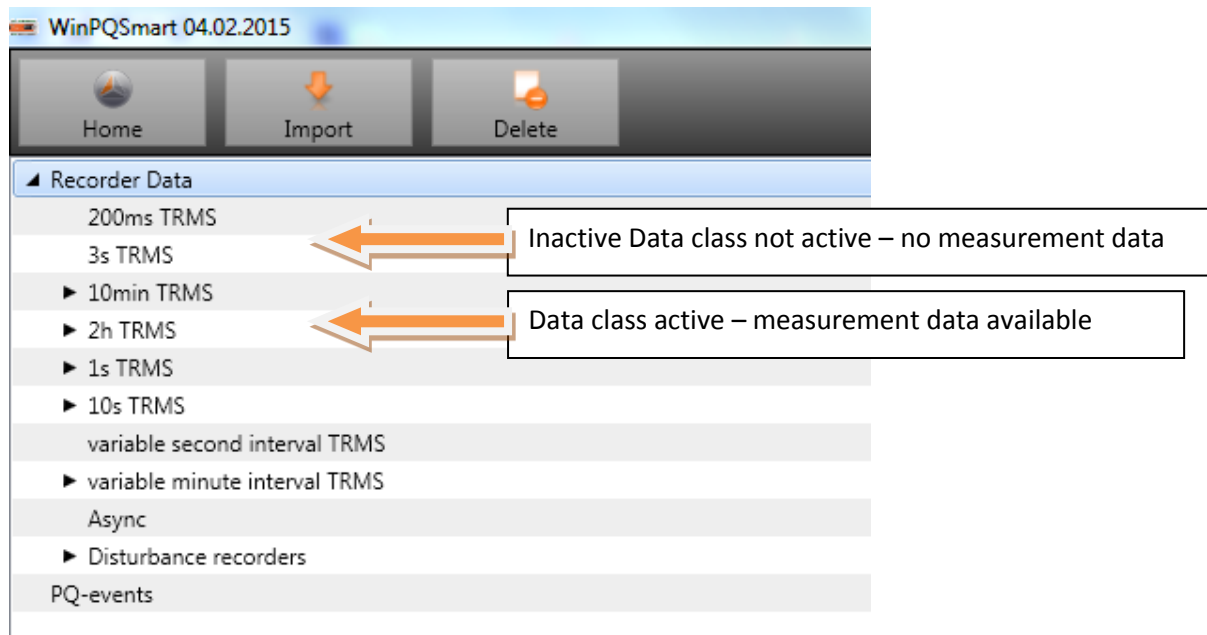 WinPQSmart 04.02.2015
Home Import Delete
Recorder Data
200ms TRMS
Inactive Data class not active – no measurement data
3s TRMS
10min TRMS
Data class active – measurement data available
2h TRMS
1s TRMS
10s TRMS
variable second interval TRMS
variable minute interval TRMS
Async
Disturbance recorders
PQ-events